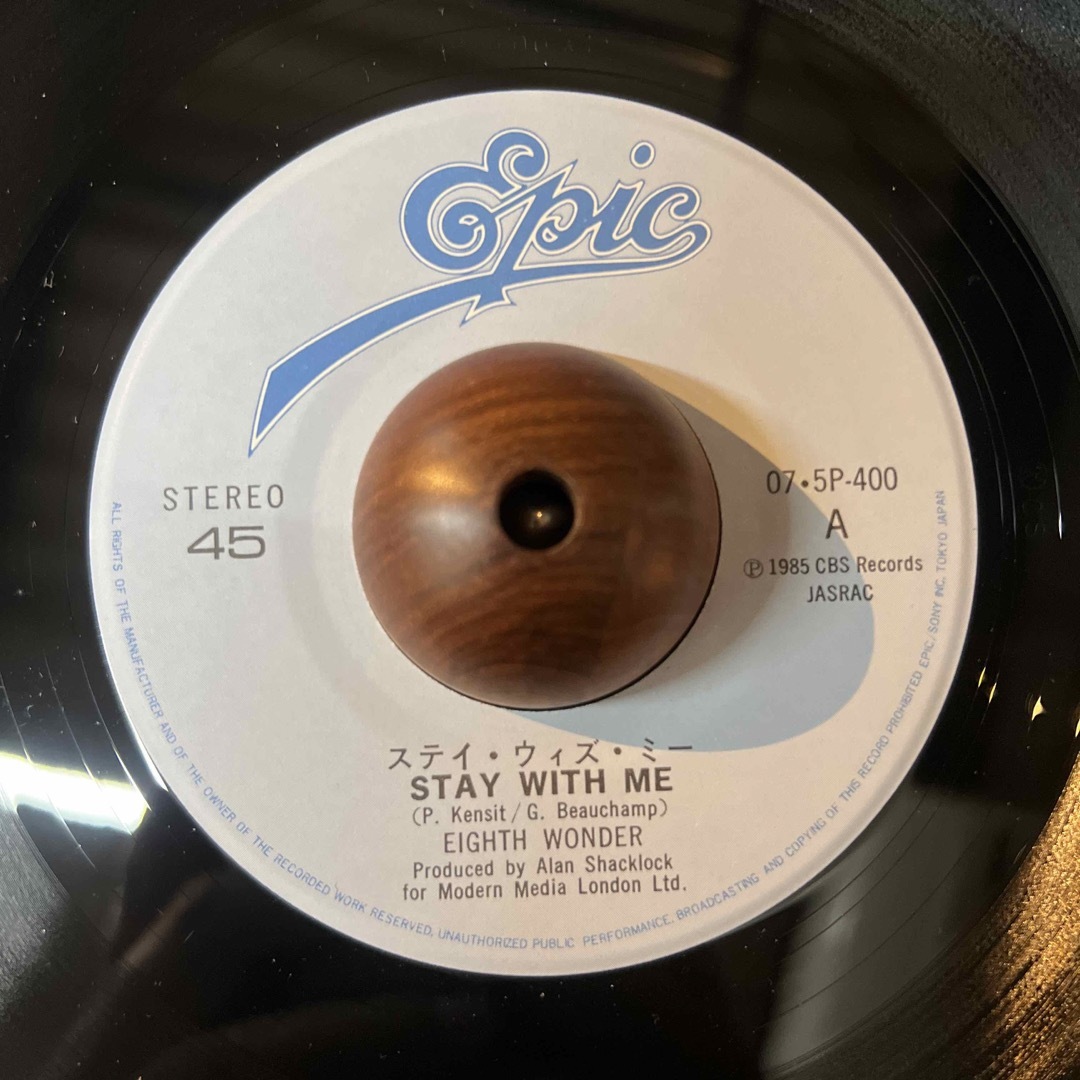 Epic
STEREO
45
07•5P-400
A
Ⓟ 1985 CBS Records
JASRAC
ステイ・ウィズ・ミー
STAY WITH ME
(P. Kensit / G. Beauchamp)
EIGHTH WONDER
Produced by Alan Shacklock
for Modern Media London Ltd.
ALL RIGHTS OF THE MANUFACTURER AND OF THE OWNER OF THE RECORDED WORK RESERVED, UNAUTHORIZED PUBLIC PERFORMANCE, BROADCASTING AND COPYING OF THIS RECORD PROHIBITED EPIC/SONY INC. TOKYO JAPAN